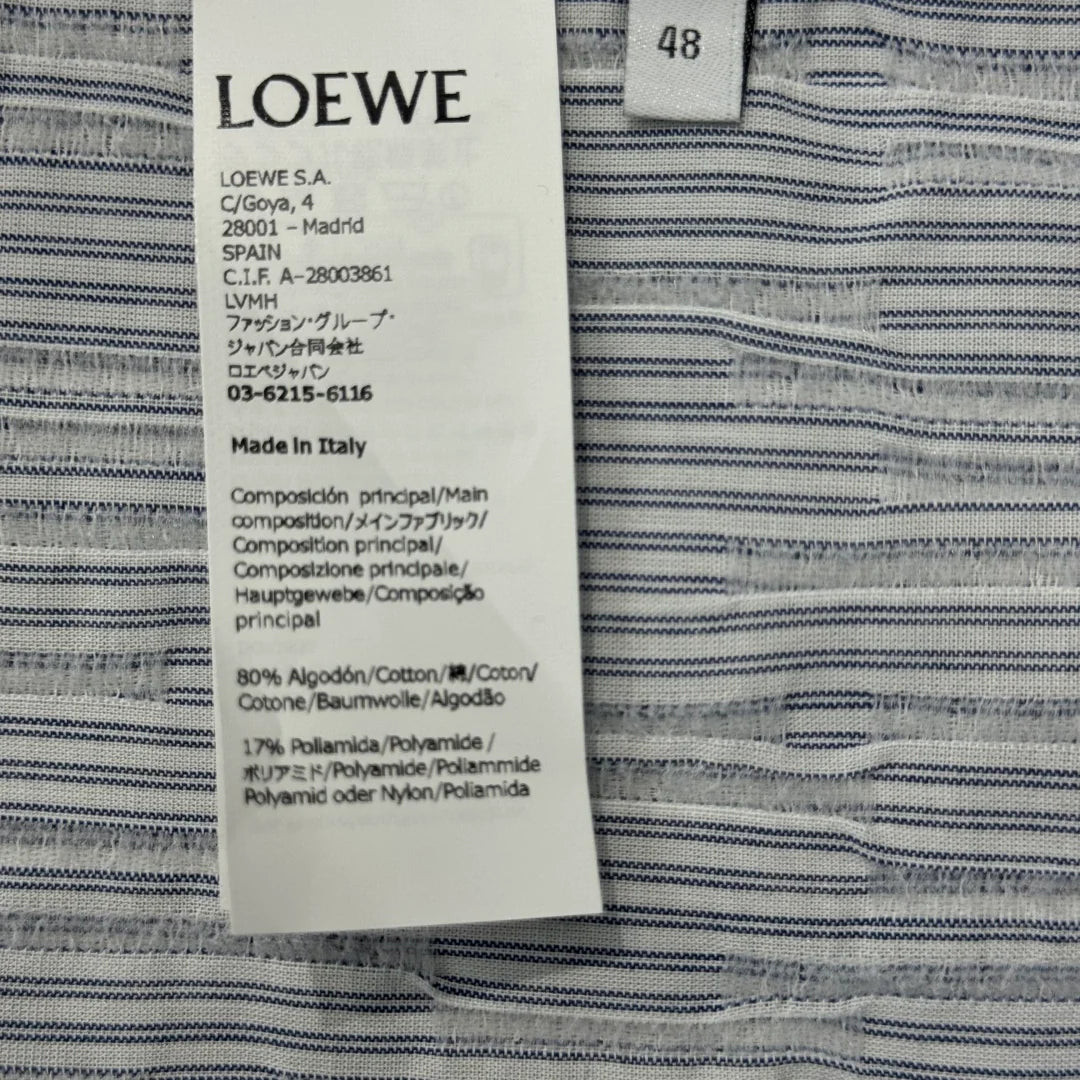 LOEWE
48
LOEWE S.A.
C/Goya, 4
28001 – Madrid
SPAIN
C.I.F. A-28003861
LVMH
ファッション・グループ・
ジャパン合同会社
ロエベジャパン
03-6215-6116
Made in Italy
Composición principal/Main
composition/メインファブリック/
Composition principal/
Composizione principale/
Hauptgewebe/Composição
principal
80% Algodón/Cotton/綿/Coton/
Cotone/Baumwolle/Algodão
17% Poliamida/Polyamide/
ポリアミド/Polyamide/Poliammide
Polyamid oder Nylon/Poliamida